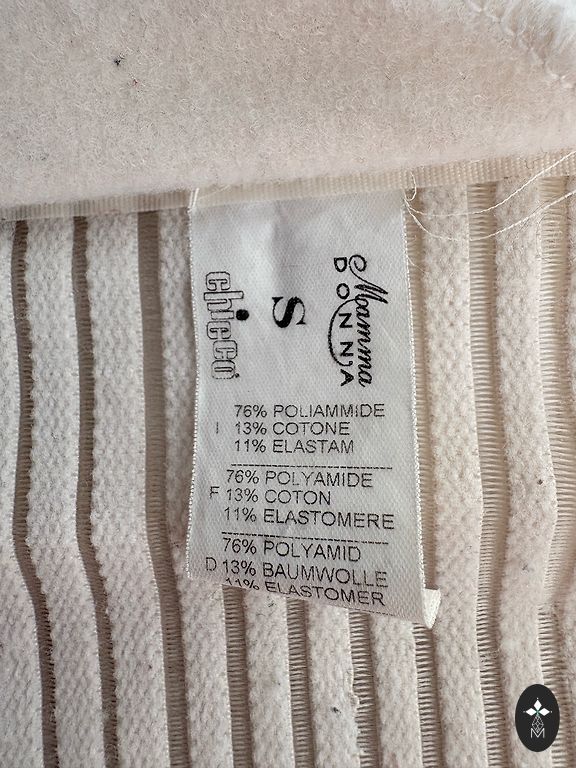 chicco
S
Mamma
DONNA
76% POLIAMMIDE
I 13% COTONE
11% ELASTAM
76% POLYAMIDE
F 13% COTON
11% ELASTOMERE
76% POLYAMID
D 13% BAUMWOLLE
11% ELASTOMER
M